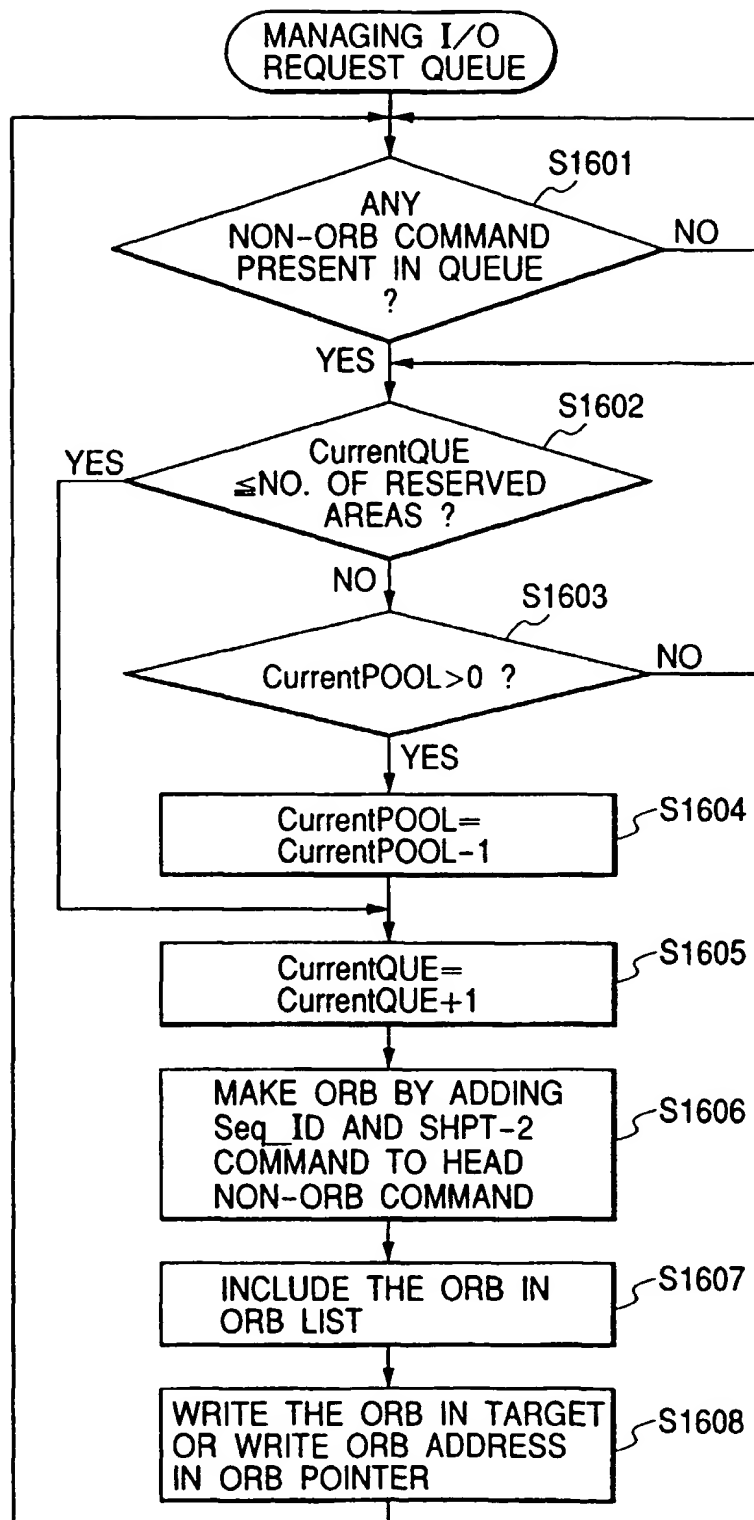 MANAGING I/O
REQUEST QUEUE
S1601
ANY
NON-ORB COMMAND
PRESENT IN QUEUE
?
NO
YES
S1602
YES
CurrentQUE
≦NO. OF RESERVED
AREAS ?
NO
S1603
CurrentPOOL>0 ?
NO
YES
CurrentPOOL=
CurrentPOOL-1
S1604
CurrentQUE=
CurrentQUE+1
S1605
MAKE ORB BY ADDING
Seq_ID AND SHPT-2
COMMAND TO HEAD
NON-ORB COMMAND
S1606
INCLUDE THE ORB IN
ORB LIST
S1607
WRITE THE ORB IN TARGET
OR WRITE ORB ADDRESS
IN ORB POINTER
S1608